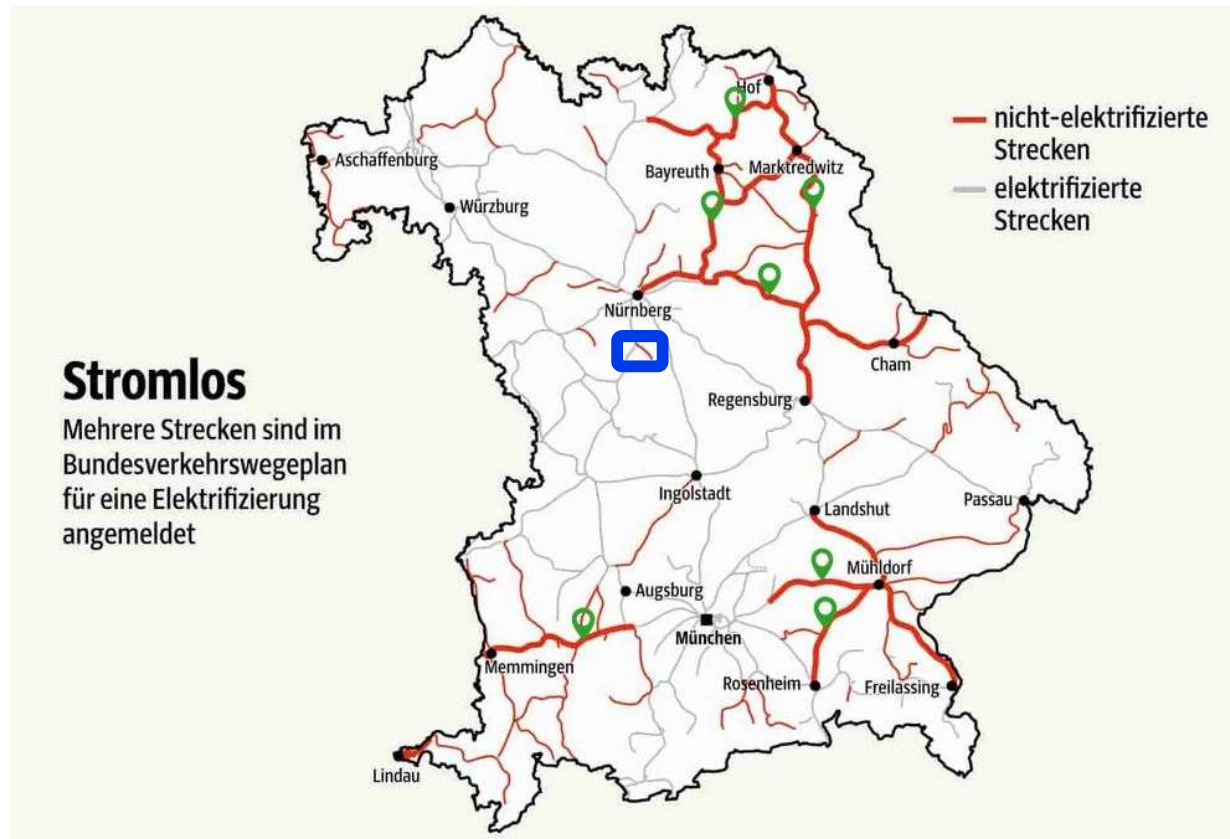 Hof
Aschaffenburg
Bayreuth
Marktredwitz
Würzburg
Nürnberg
Cham
Regensburg
Ingolstadt
Landshut
Passau
Mühldorf
Augsburg
München
Memmingen
Rosenheim
Freilassing
Lindau
nicht-elektrifizierte
Strecken
elektrifizierte
Strecken
Stromlos
Mehrere Strecken sind im
Bundesverkehrswegeplan
für eine Elektrifizierung
angemeldet